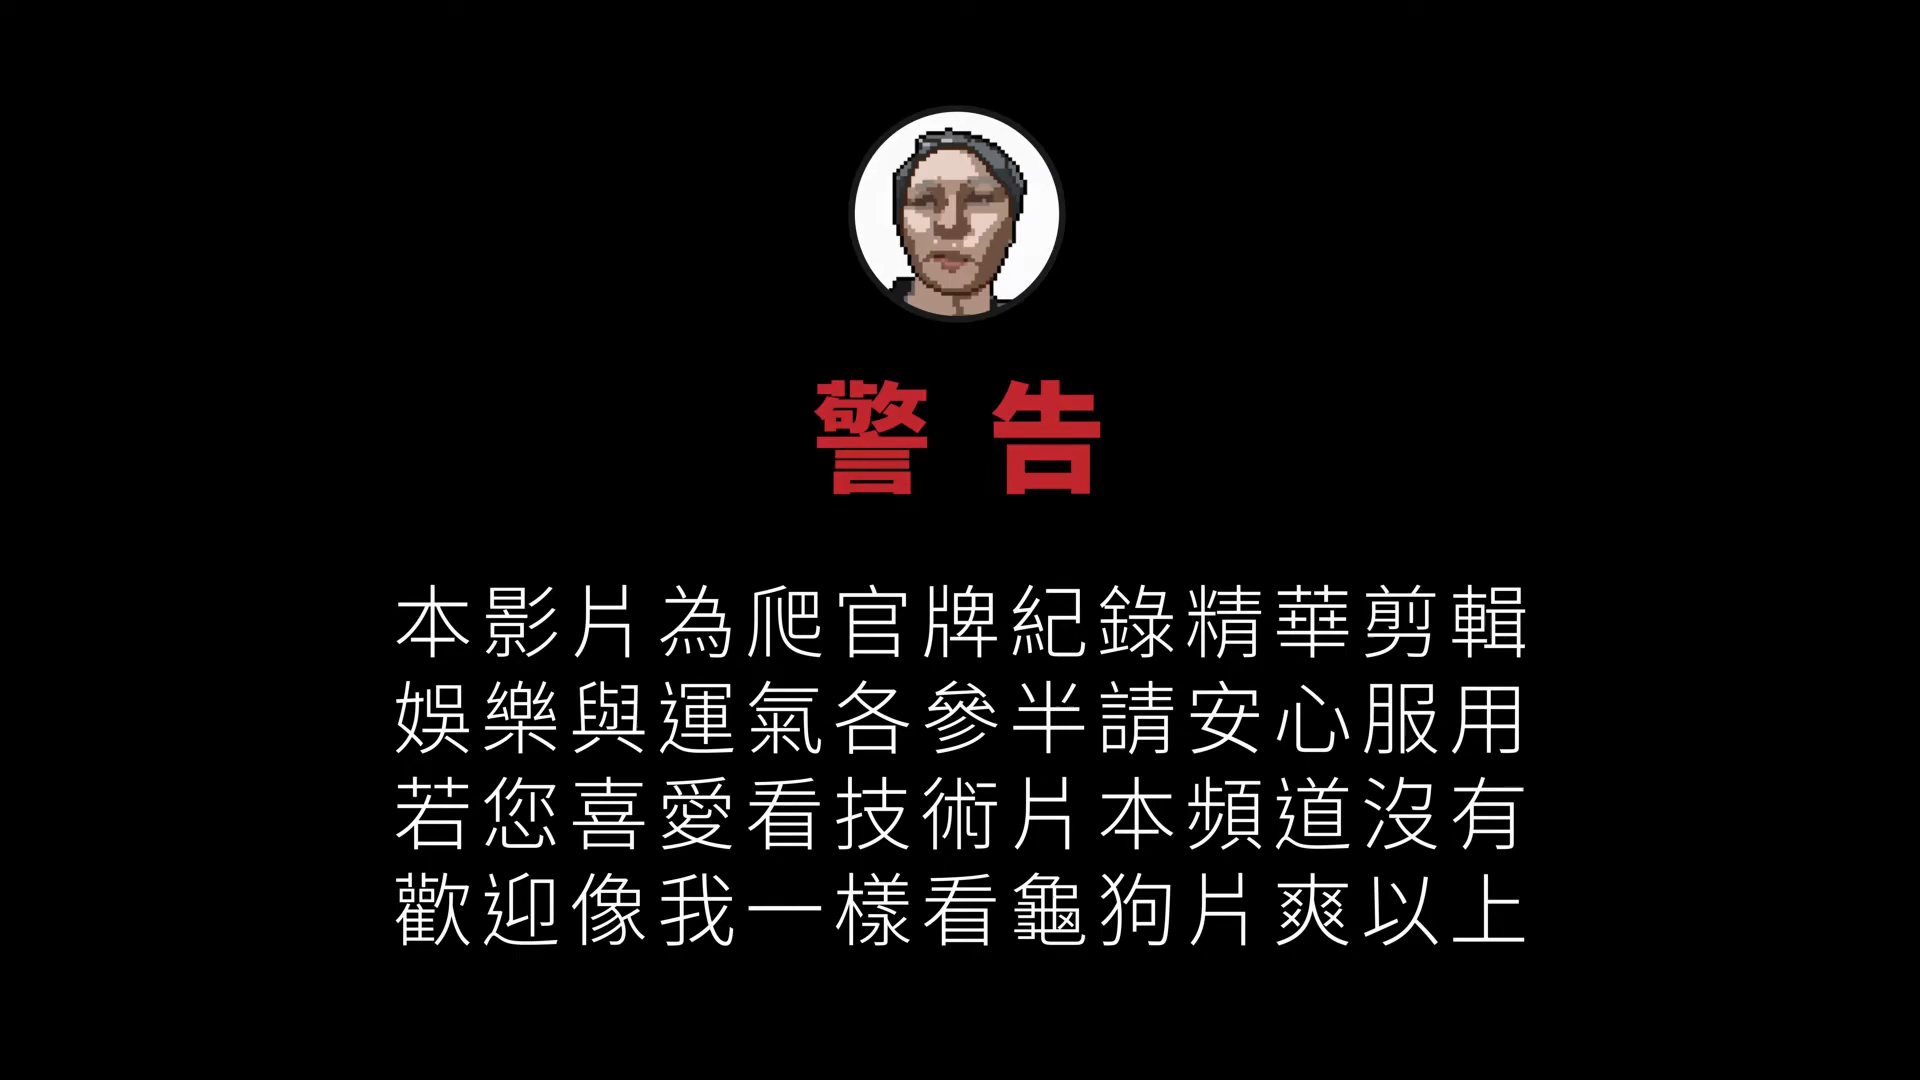 警告
本影片為爬官牌紀錄精華剪輯
娛樂與運氣各參半請安心服用
若您喜愛看技術片本頻道沒有
歡迎像我一樣看龜狗片爽以上